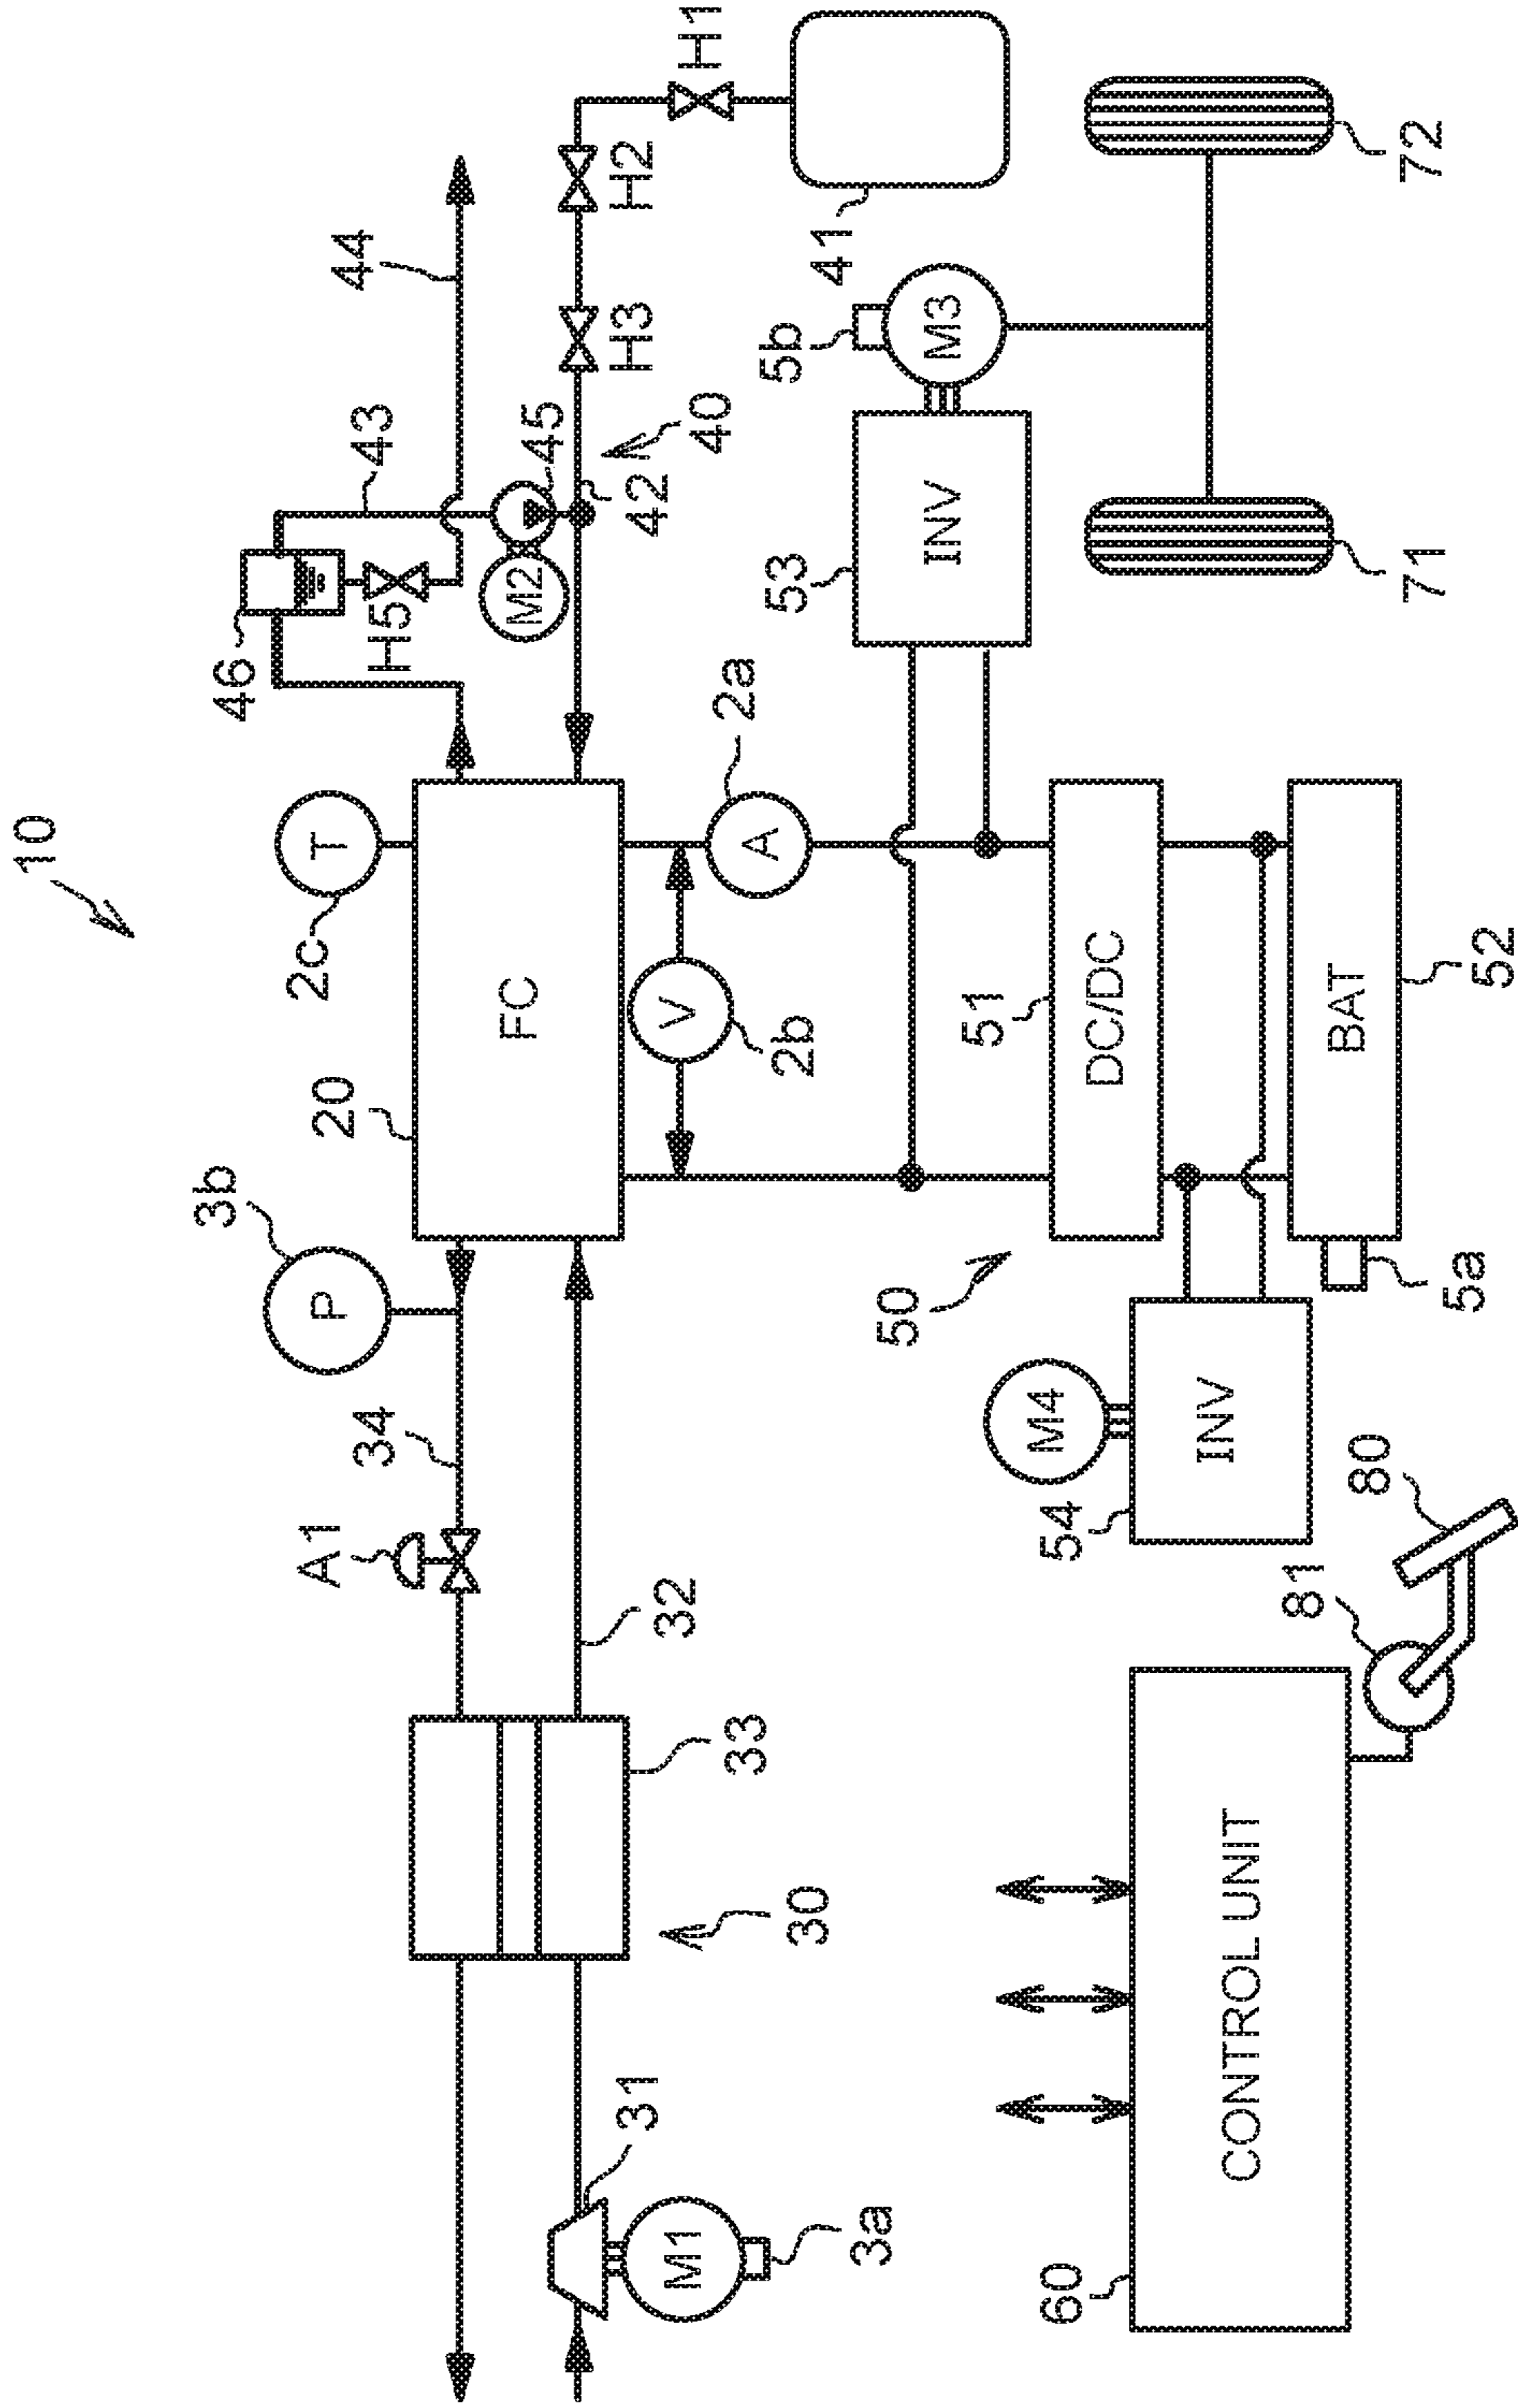 10
3b
20
2c
T
46
43
44
H5
M2
45
42
40
H3
H2
H1
41
P
A1
34
FC
32
33
30
31
M1
3a
V
2b
A
2a
5b
M3
53
INV
50
51
DC/DC
BAT
52
5a
M4
54
INV
71
72
81
80
60
CONTROL UNIT